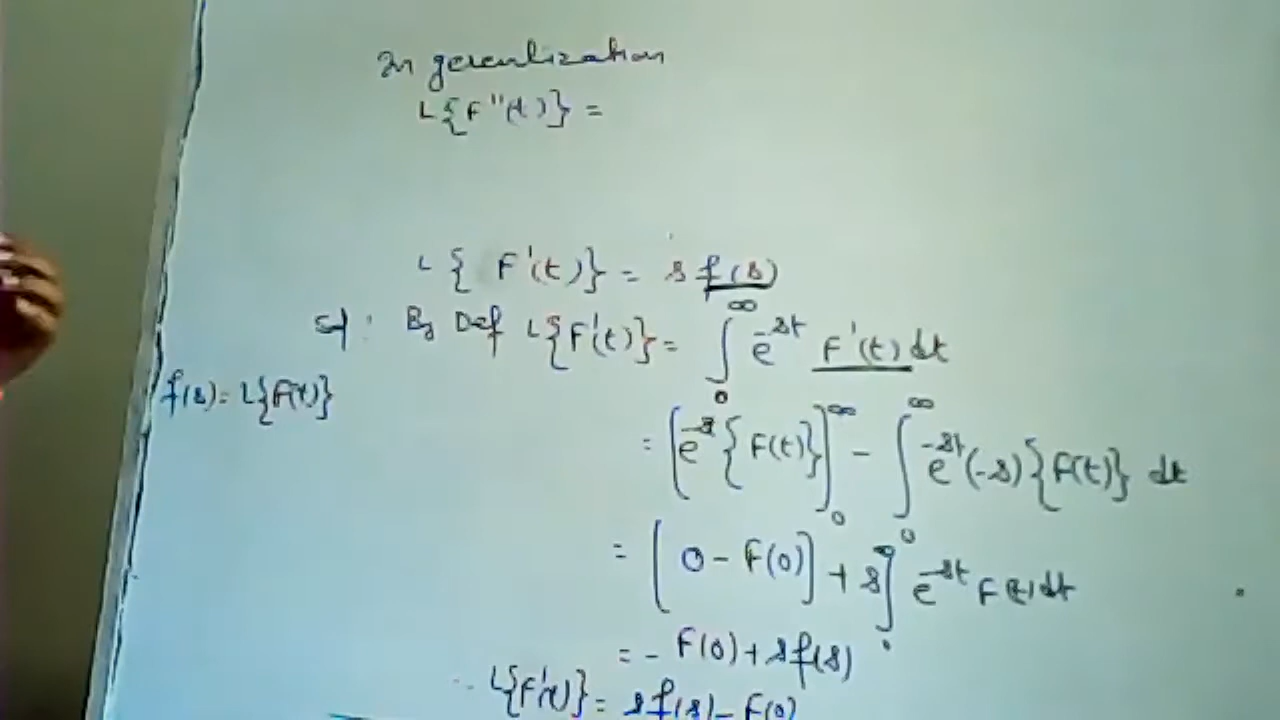 In generalization
L{F''(t)} =
L{ F'(t)} = s f(s)
sol: By Def L{F'(t)} = ∫₀^∞ e^{-st} F'(t) dt
f(s) = L{F(t)}
= [e^{-s} {F(t)}]₀^∞ - ∫₀^∞ e^{-st} (-s) {F(t)} dt
= [0 - F(0)] + s ∫₀^∞ e^{-st} F(t) dt
= - F(0) + s f(s)
∴ L{F'(t)} = s f(s) - F(0)